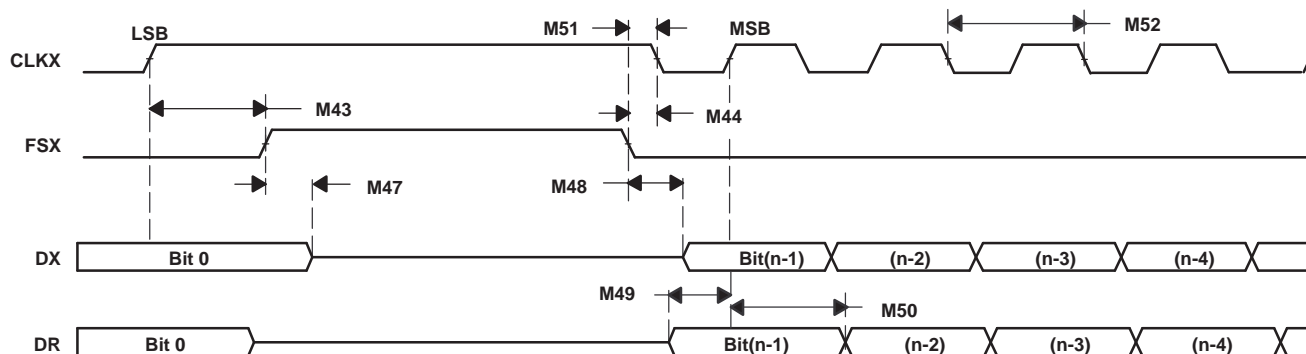 LSB M51 MSB M52
CLKX
M43 M44
FSX
M47 M48
DX Bit 0 Bit(n-1) (n-2) (n-3) (n-4)
M49 M50
DR Bit 0 Bit(n-1) (n-2) (n-3) (n-4)